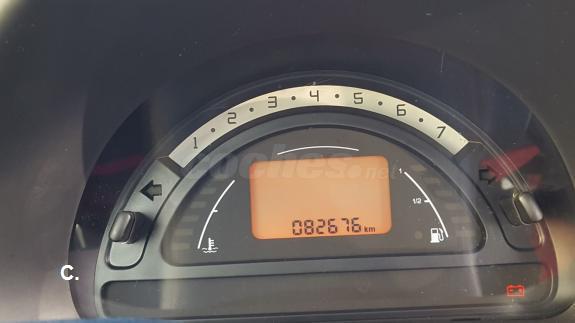 1 • 2 • 3 • 4 • 5 • 6 • 7
coches.net
1
1/2
082676 km
C.